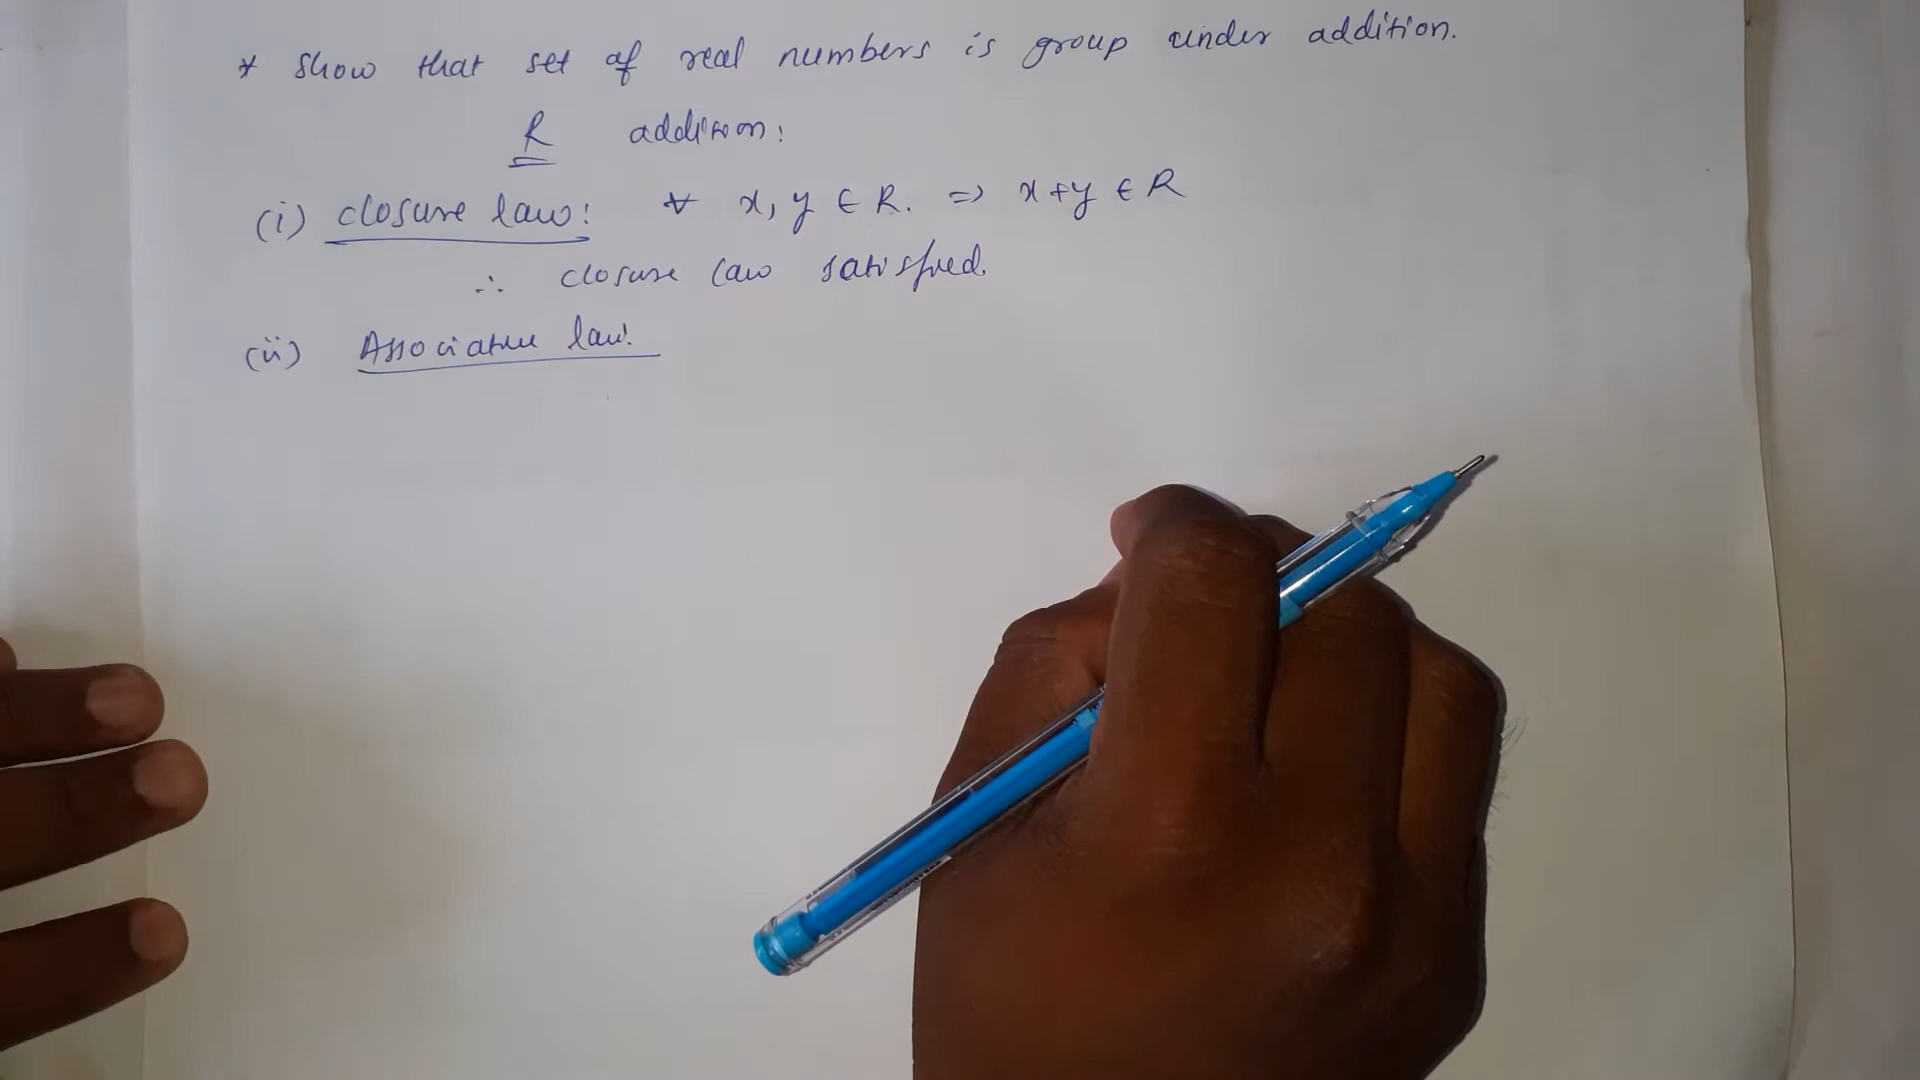 * Show that set of real numbers is group under addition.
R addition:
(i) closure law: ∀ x, y ∈ R. => x+y ∈ R
∴ closure law satisfied.
(ii) Associative law: